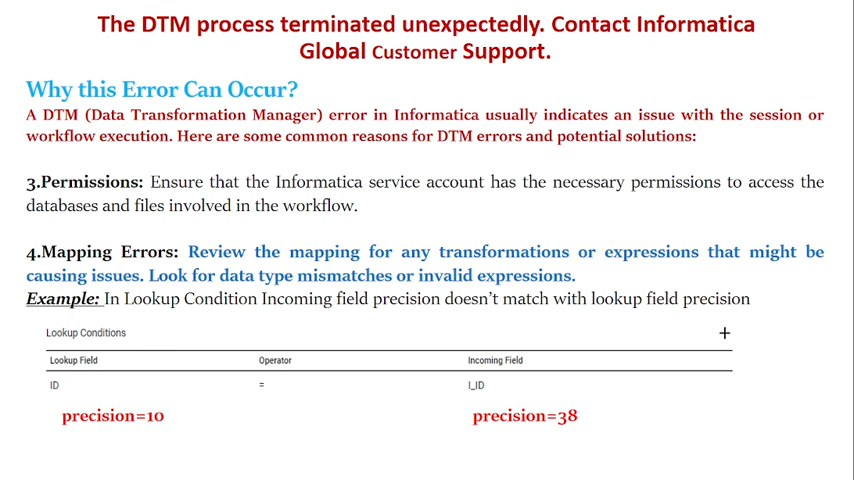 The DTM process terminated unexpectedly. Contact Informatica
Global Customer Support.
Why this Error Can Occur?
A DTM (Data Transformation Manager) error in Informatica usually indicates an issue with the session or
workflow execution. Here are some common reasons for DTM errors and potential solutions:
3.Permissions: Ensure that the Informatica service account has the necessary permissions to access the
databases and files involved in the workflow.
4.Mapping Errors: Review the mapping for any transformations or expressions that might be
causing issues. Look for data type mismatches or invalid expressions.
Example: In Lookup Condition Incoming field precision doesn't match with lookup field precision
Lookup Conditions +
Lookup Field Operator Incoming Field
ID = I_ID
precision=10 precision=38